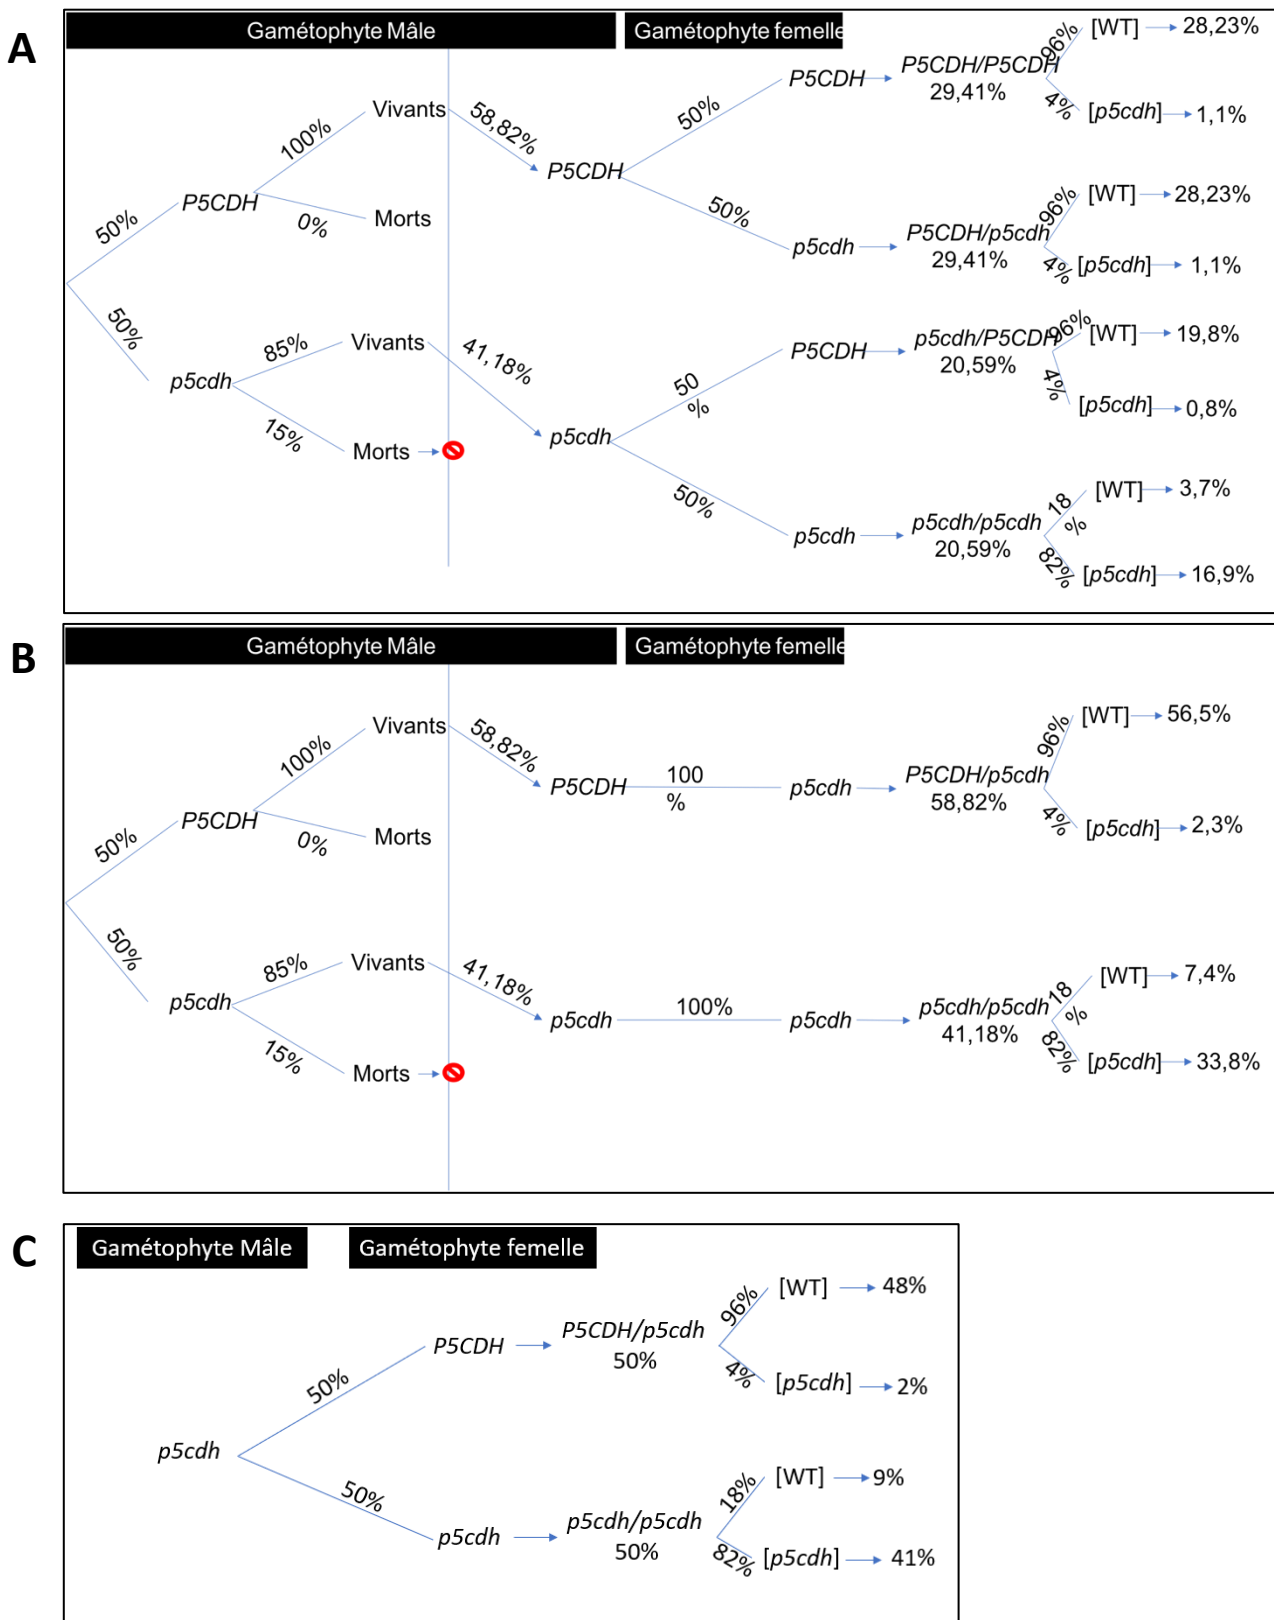 A
Gamétophyte Mâle
Gamétophyte femelle
50%
P5CDH
100%
Vivants
0%
Morts
58,82%
P5CDH
50%
P5CDH
P5CDH/P5CDH
29,41%
96%
[WT]
28,23%
4%
[p5cdh]
1,1%
50%
p5cdh
P5CDH/p5cdh
29,41%
96%
[WT]
28,23%
4%
[p5cdh]
1,1%
50%
p5cdh
85%
Vivants
15%
Morts
41,18%
p5cdh
50
%
P5CDH
p5cdh/P5CDH
20,59%
96%
[WT]
19,8%
4%
[p5cdh]
0,8%
50%
p5cdh
p5cdh/p5cdh
20,59%
18
%
[WT]
3,7%
82%
[p5cdh]
16,9%
B
Gamétophyte Mâle
Gamétophyte femelle
50%
P5CDH
100%
Vivants
0%
Morts
58,82%
P5CDH
100
%
p5cdh
P5CDH/p5cdh
58,82%
96%
[WT]
56,5%
4%
[p5cdh]
2,3%
50%
p5cdh
85%
Vivants
15%
Morts
41,18%
p5cdh
100%
p5cdh
p5cdh/p5cdh
41,18%
18
%
[WT]
7,4%
82%
[p5cdh]
33,8%
C
Gamétophyte Mâle
Gamétophyte femelle
p5cdh
50%
P5CDH
P5CDH/p5cdh
50%
96%
[WT]
48%
4%
[p5cdh]
2%
50%
p5cdh
p5cdh/p5cdh
50%
18%
[WT]
9%
82%
[p5cdh]
41%